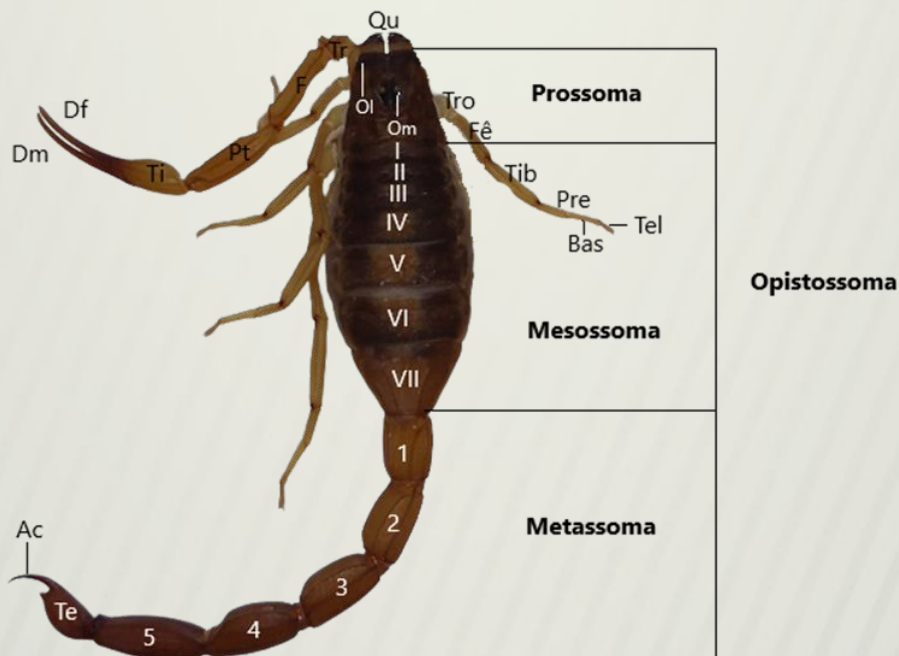 Qu
Tr
Prossoma
F
Ol
Om
Tro
Df
Fê
Dm
Pt
I
Ti
II
Tib
III
Pre
IV
Tel
Bas
V
Opistossoma
VI
Mesossoma
VII
1
2
Metassoma
Ac
3
Te
4
5